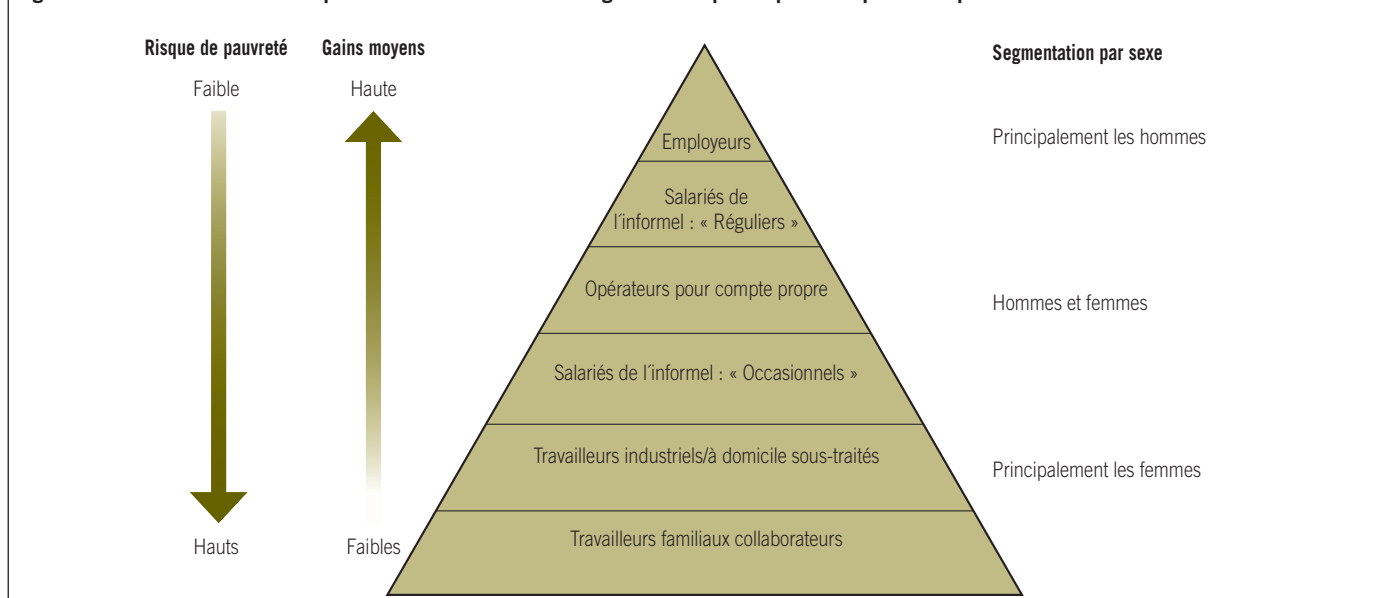 Risque de pauvreté
Gains moyens
Segmentation par sexe
Faible
Haute
Principalement les hommes
Employeurs
Salariés de
l´informel : « Réguliers »
Opérateurs pour compte propre
Hommes et femmes
Salariés de l´informel : « Occasionnels »
Travailleurs industriels/à domicile sous-traités
Principalement les femmes
Travailleurs familiaux collaborateurs
Hauts
Faibles